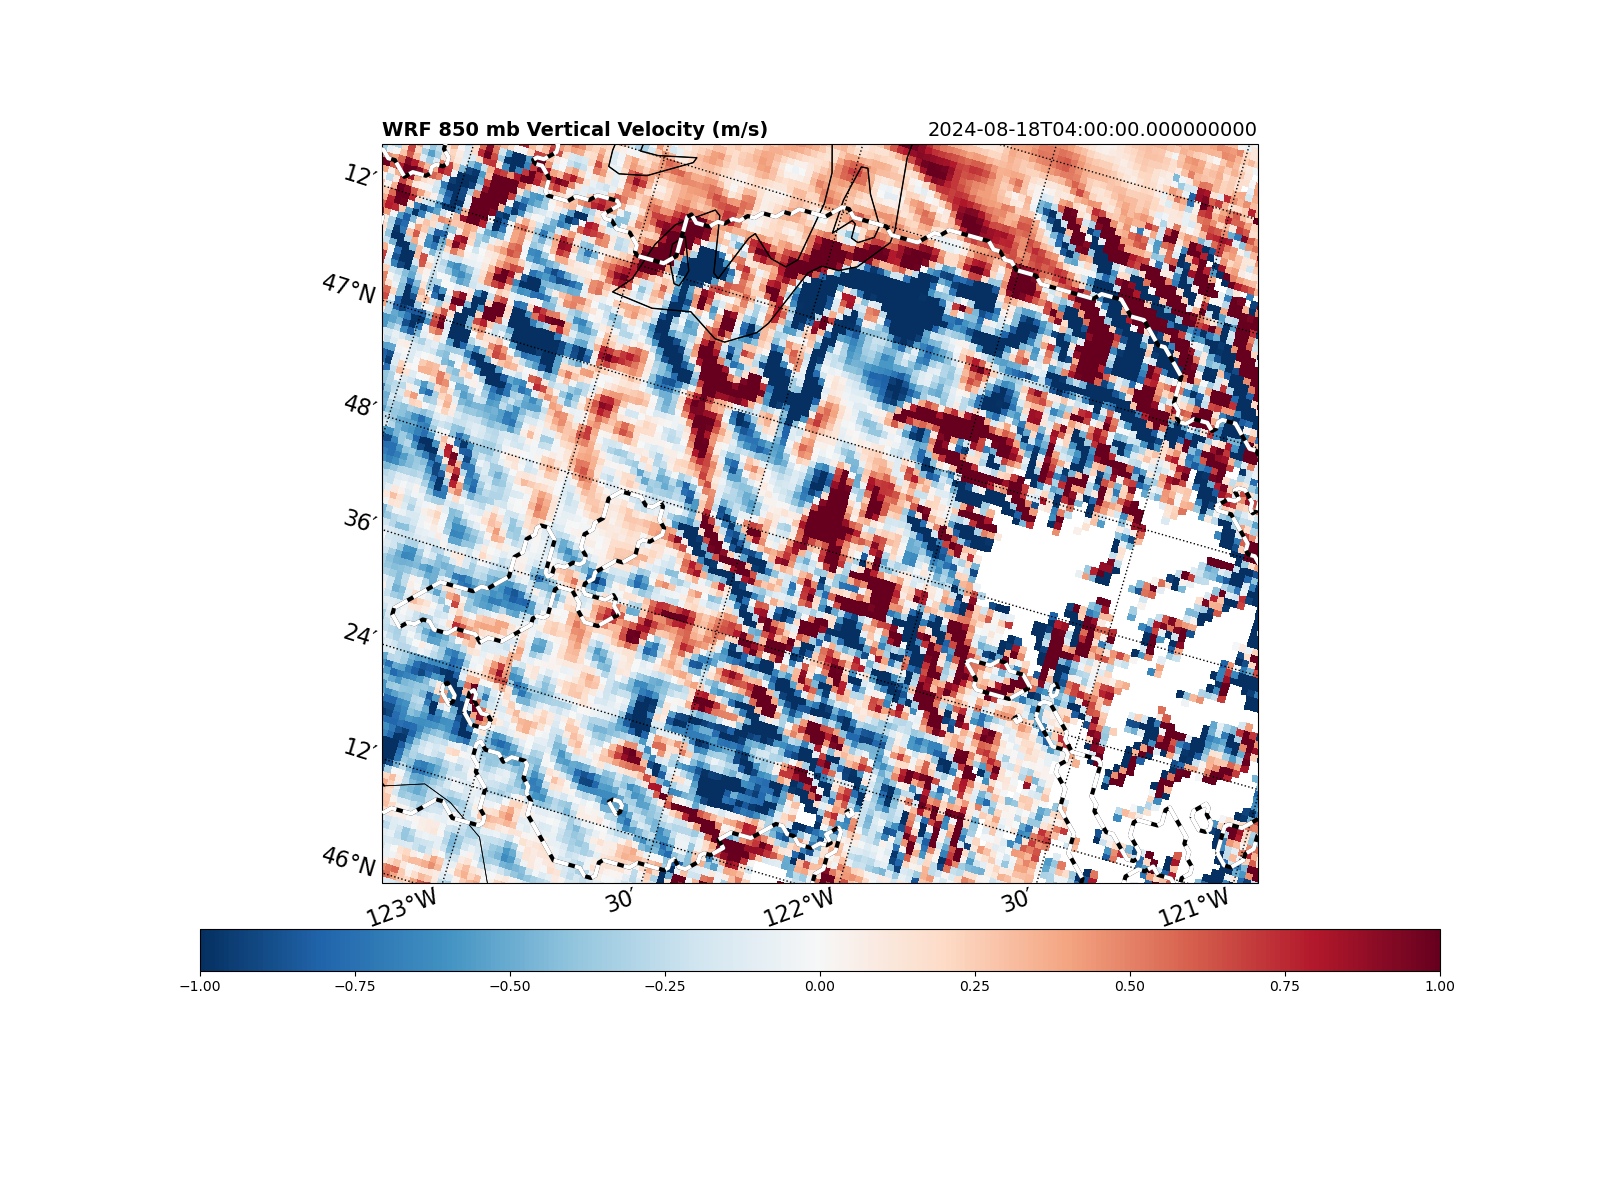 WRF 850 mb Vertical Velocity (m/s) 2024-08-18T04:00:00.000000000
12′
47°N
48′
36′
24′
12′
46°N
123°W 30′ 122°W 30′ 121°W
−1.00 −0.75 −0.50 −0.25 0.00 0.25 0.50 0.75 1.00